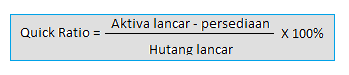 Quick Ratio = Aktiva lancar - persediaan X 100%
Hutang lancar